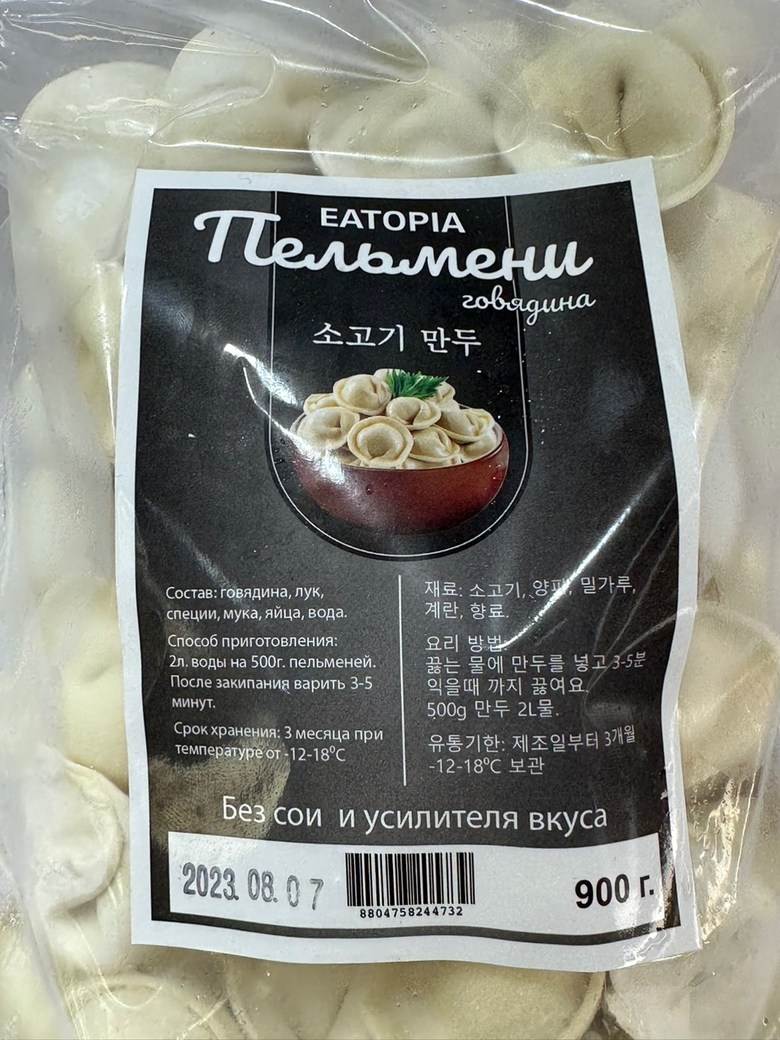 EATOPIA
Пельмени
говядина
소고기 만두
Состав: говядина, лук,
специи, мука, яйца, вода.
Способ приготовления:
2л. воды на 500г. пельменей.
После закипания варить 3-5
минут.
Срок хранения: 3 месяца при
температуре от -12-18⁰С
재료: 소고기, 양파, 밀가루,
계란, 향료.
요리 방법:
끓는 물에 만두를 넣고 3-5분
익을때 까지 끓여요.
500g 만두 2L물.
유통기한: 제조일부터 3개월
-12-18⁰C 보관
Без сои и усилителя вкуса
2023. 08. 07
8804758244732
900 г.